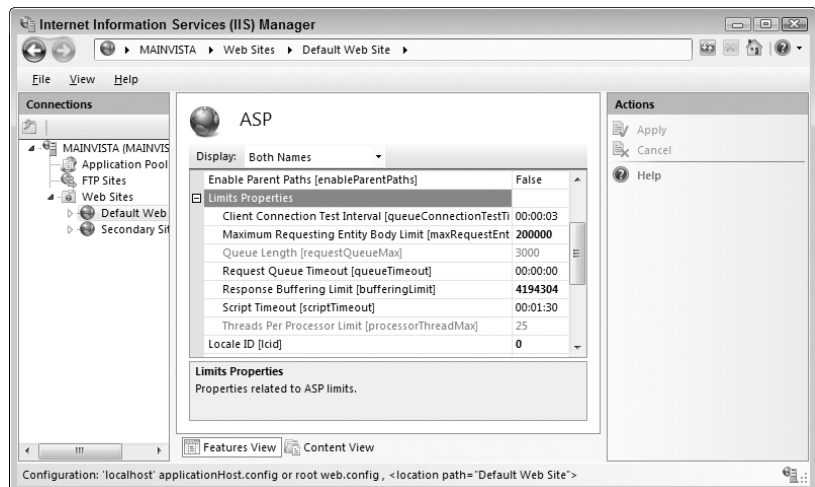 Internet Information Services (IIS) Manager
MAINVISTA Web Sites Default Web Site
File View Help
Connections
MAINVISTA (MAINVIS
Application Pool
FTP Sites
Web Sites
Default Web
Secondary Sit
ASP
Display: Both Names
Enable Parent Paths [enableParentPaths] False
Limits Properties
Client Connection Test Interval [queueConnectionTestTi 00:00:03
Maximum Requesting Entity Body Limit [maxRequestEnt 200000
Queue Length [requestQueueMax] 3000
Request Queue Timeout [queueTimeout] 00:00:00
Response Buffering Limit [bufferingLimit] 4194304
Script Timeout [scriptTimeout] 00:01:30
Threads Per Processor Limit [processorThreadMax] 25
Locale ID [lcid] 0
Limits Properties
Properties related to ASP limits.
Features View Content View
Actions
Apply
Cancel
Help
Configuration: 'localhost' applicationHost.config or root web.config , <location path="Default Web Site">